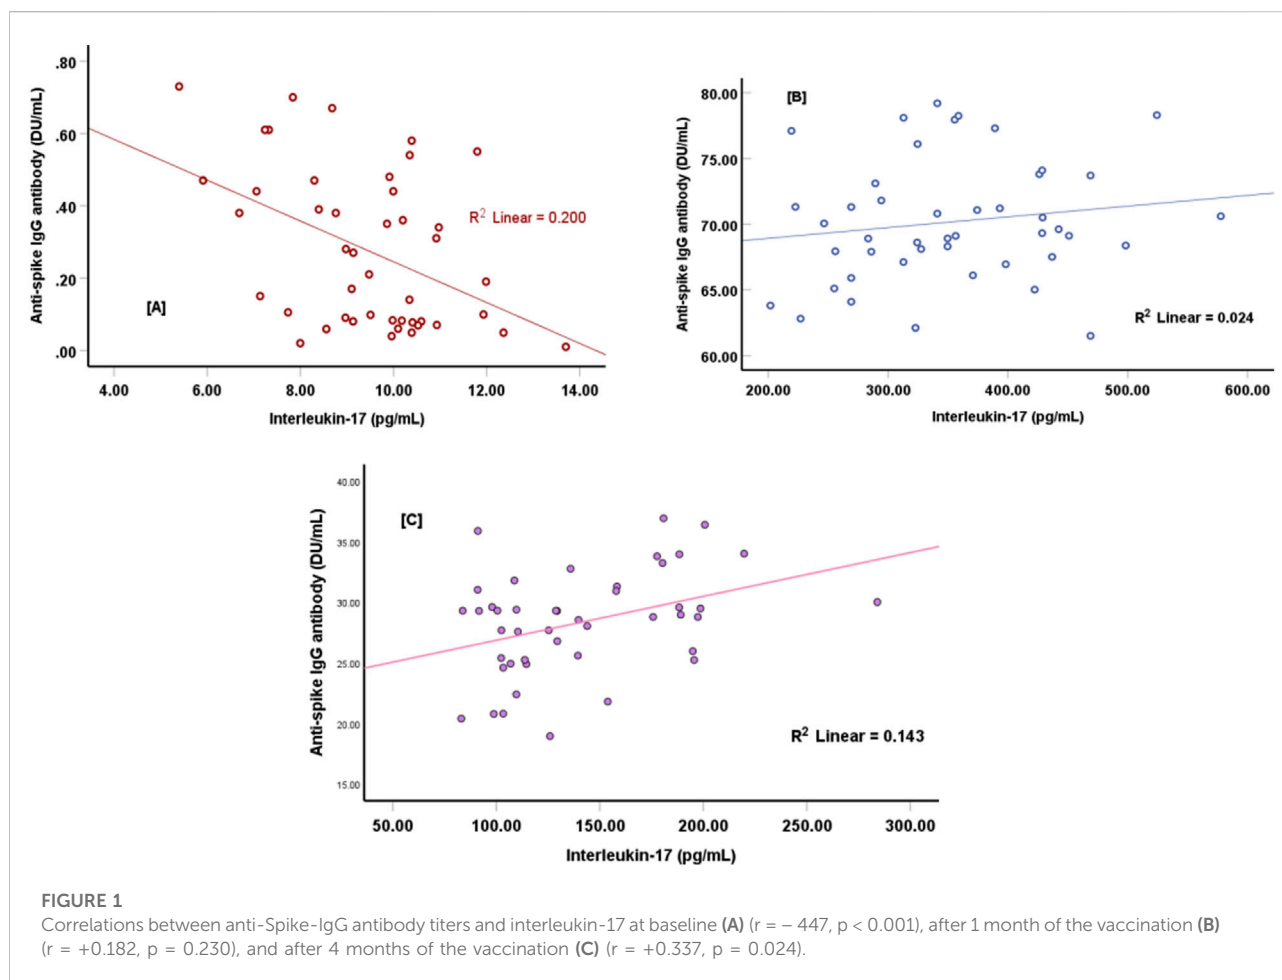 .80
.60
.40
.20
.00
Anti-spike IgG antibody (DU/mL)
[A]
R2 Linear = 0.200
4.00 6.00 8.00 10.00 12.00 14.00
Interleukin-17 (pg/mL)
80.00
75.00
70.00
65.00
60.00
Anti-spike IgG antibody (DU/mL)
[B]
R2 Linear = 0.024
200.00 300.00 400.00 500.00 600.00
Interleukin-17 (pg/mL)
40.00
35.00
30.00
25.00
20.00
15.00
Anti-spike IgG antibody (DU/mL)
[C]
R2 Linear = 0.143
50.00 100.00 150.00 200.00 250.00 300.00
Interleukin-17 (pg/mL)
FIGURE 1
Correlations between anti-Spike-IgG antibody titers and interleukin-17 at baseline (A) (r = – 447, p < 0.001), after 1 month of the vaccination (B)
(r = +0.182, p = 0.230), and after 4 months of the vaccination (C) (r = +0.337, p = 0.024).